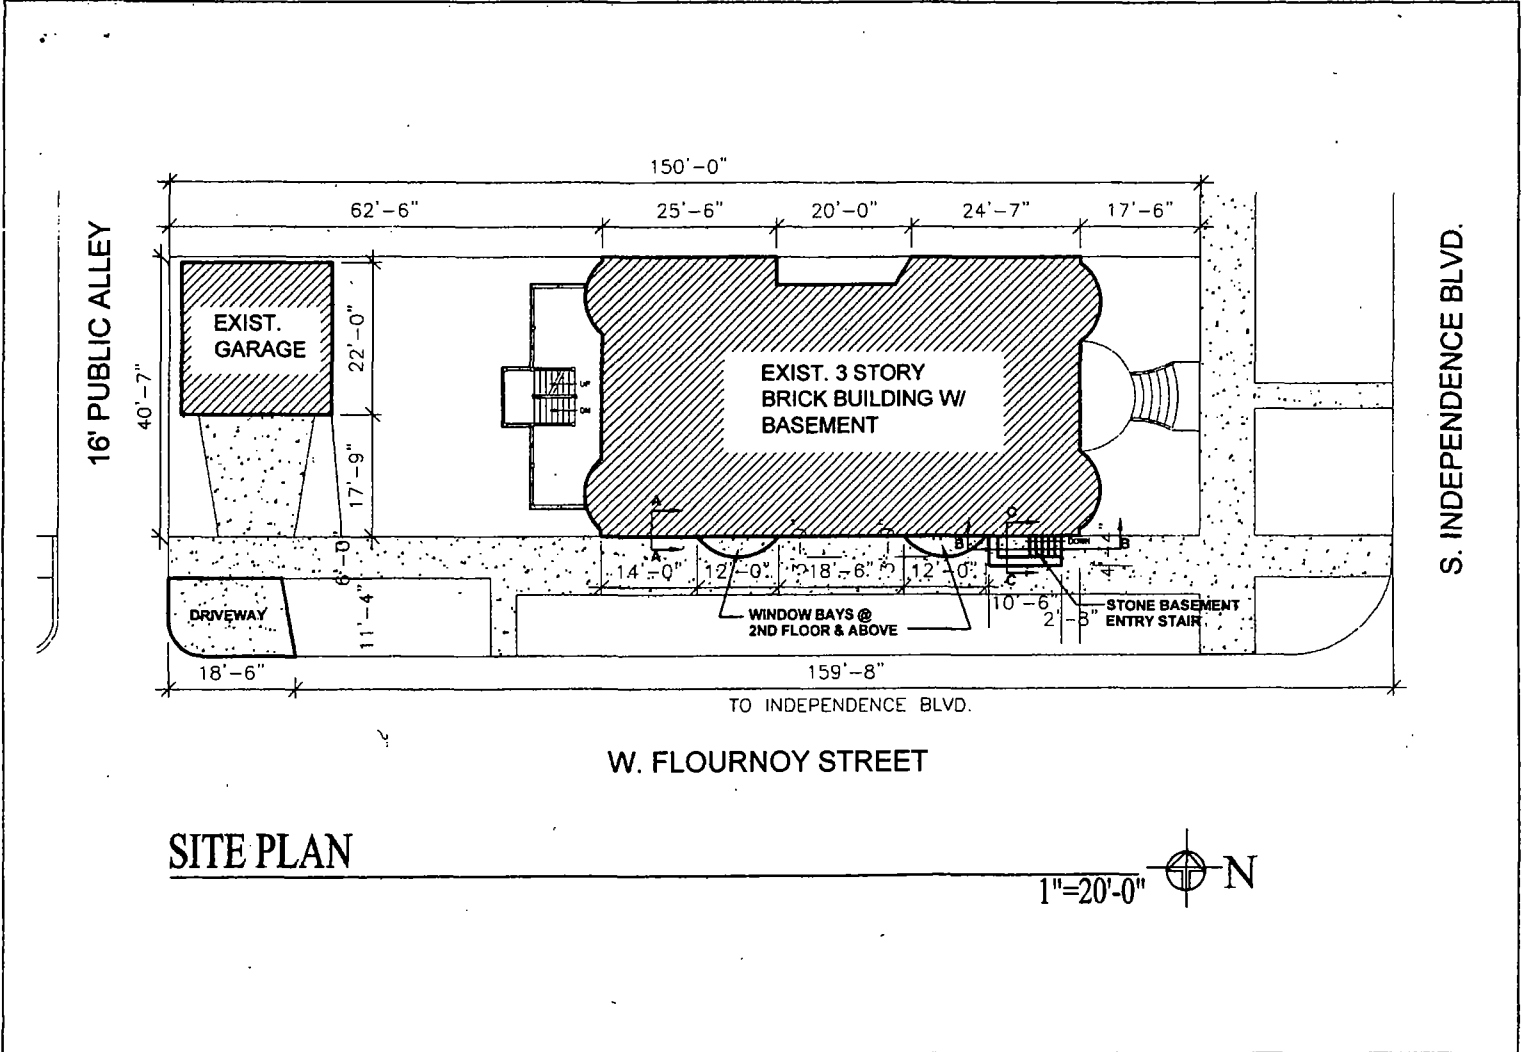 150'-0"
62'-6"
25'-6"
20'-0"
24'-7"
17'-6"
16' PUBLIC ALLEY
40'-7"
EXIST.
GARAGE
22'-0"
17'-9"
UP
DN
EXIST. 3 STORY
BRICK BUILDING W/
BASEMENT
S. INDEPENDENCE BLVD.
A
A
C
C
B
B
DOWN
6'-0"
14'-0"
12'-0"
18'-6"
12'-0"
10'-6"
2'-8"
11'-4"
DRIVEWAY
WINDOW BAYS @
2ND FLOOR & ABOVE
STONE BASEMENT
ENTRY STAIR
18'-6"
159'-8"
TO INDEPENDENCE BLVD.
W. FLOURNOY STREET
SITE PLAN
1"=20'-0"
N